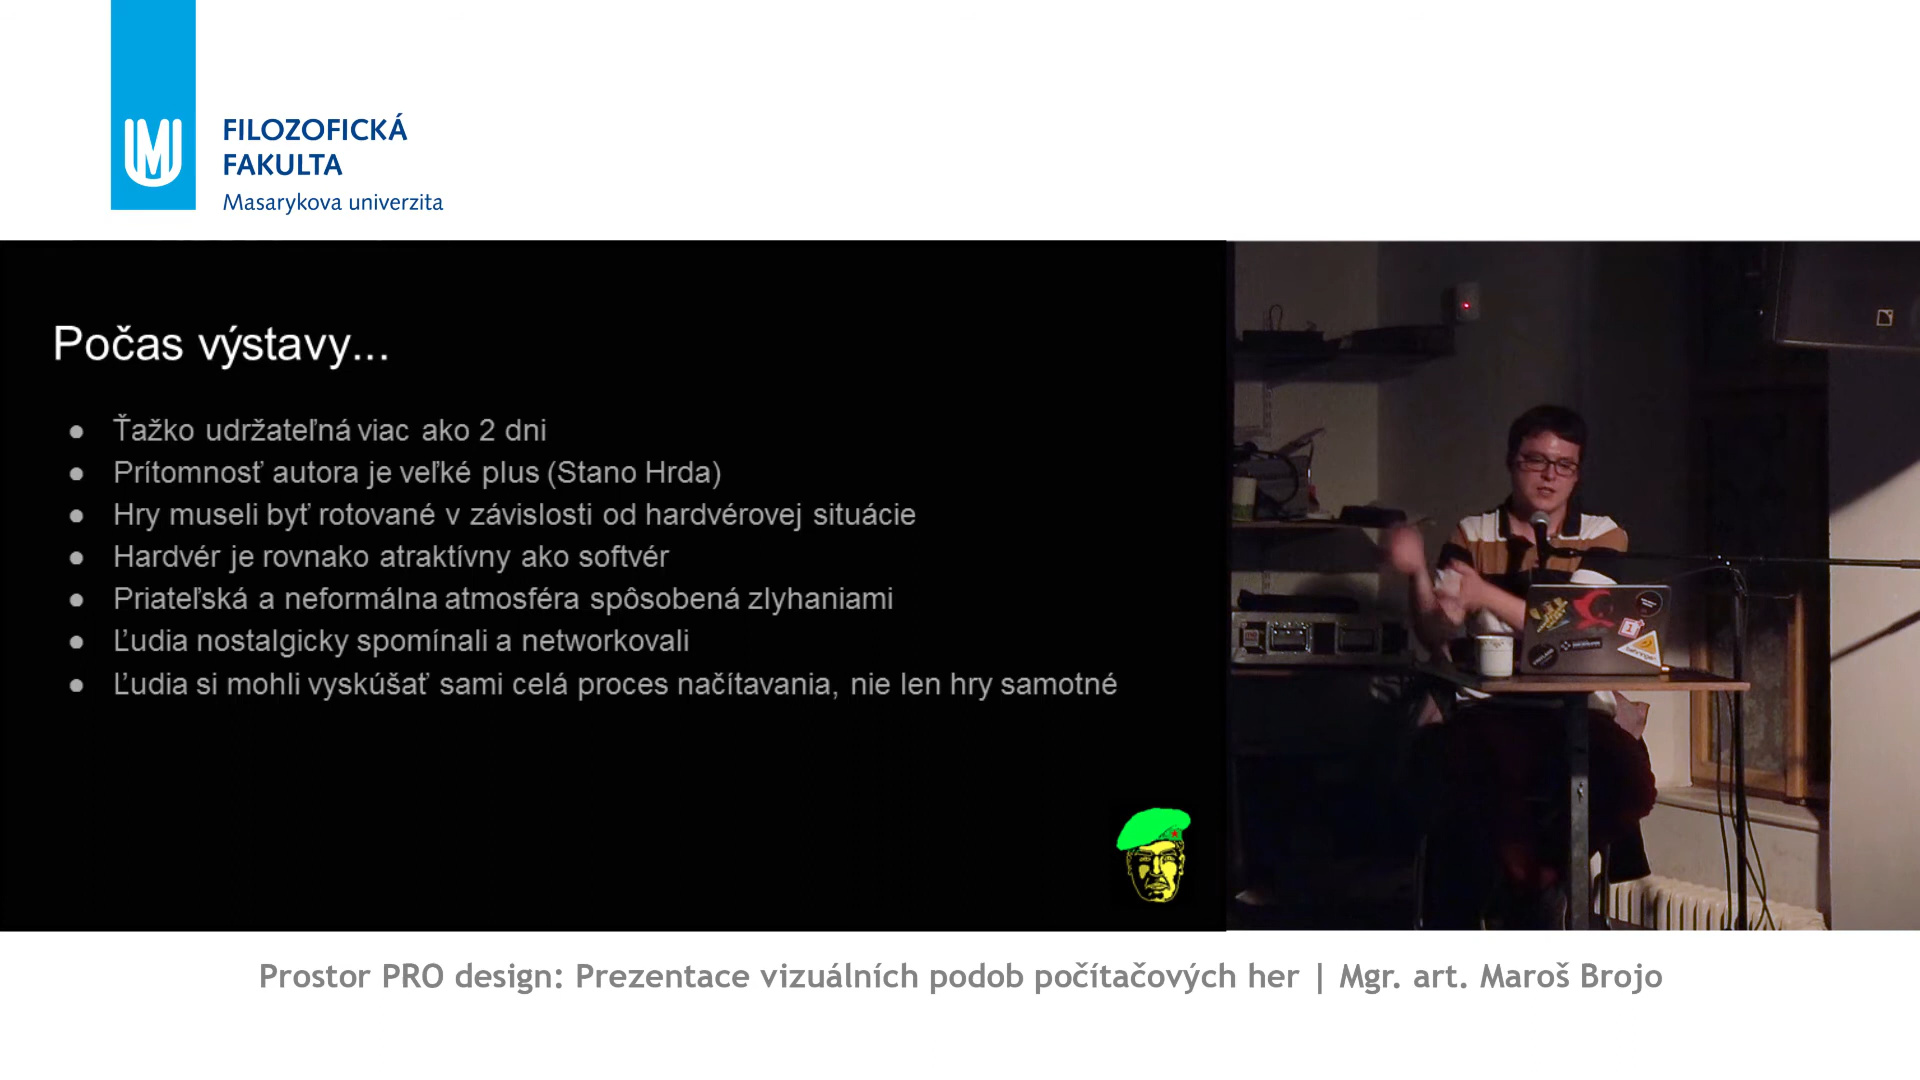 FILOZOFICKÁ
FAKULTA
Masarykova univerzita
Počas výstavy...
● Ťažko udržateľná viac ako 2 dni
● Prítomnosť autora je veľké plus (Stano Hrda)
● Hry museli byť rotované v závislosti od hardvérovej situácie
● Hardvér je rovnako atraktívny ako softvér
● Priateľská a neformálna atmosféra spôsobená zlyhaniami
● Ľudia nostalgicky spomínali a networkovali
● Ľudia si mohli vyskúšať sami celá proces načítavania, nie len hry samotné
Prostor PRO design: Prezentace vizuálních podob počítačových her | Mgr. art. Maroš Brojo